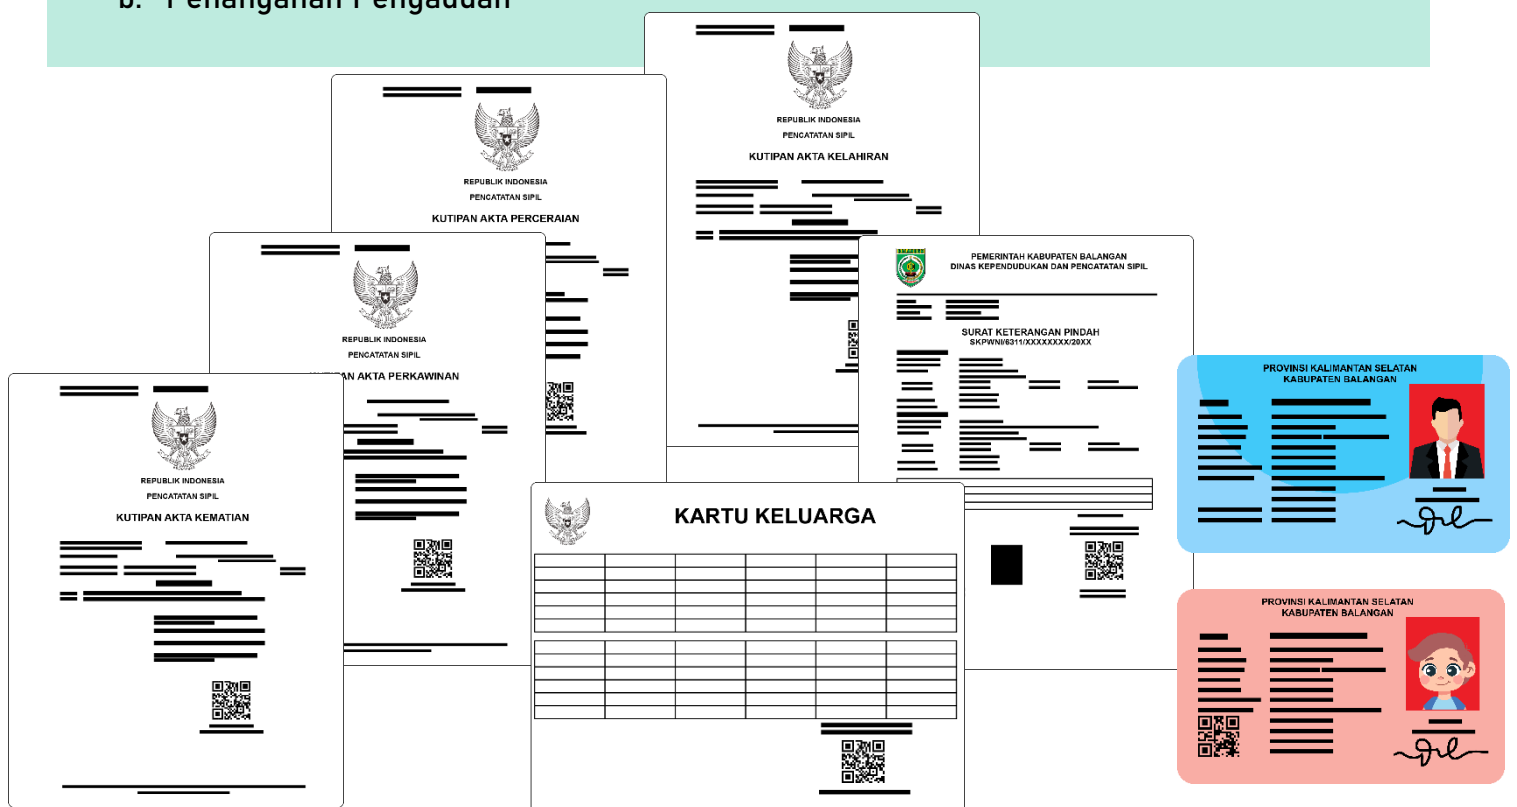 b. Penanganan Pengaduan
REPUBLIK INDONESIA
PENCATATAN SIPIL
KUTIPAN AKTA KELAHIRAN
REPUBLIK INDONESIA
PENCATATAN SIPIL
KUTIPAN AKTA PERCERAIAN
REPUBLIK INDONESIA
PENCATATAN SIPIL
AN AKTA PERKAWINAN
REPUBLIK INDONESIA
PENCATATAN SIPIL
KUTIPAN AKTA KEMATIAN
PEMERINTAH KABUPATEN BALANGAN
DINAS KEPENDUDUKAN DAN PENCATATAN SIPIL
SURAT KETERANGAN PINDAH
SKPWNI/6311/XXXXXXXX/20XX
KARTU KELUARGA
PROVINSI KALIMANTAN SELATAN
KABUPATEN BALANGAN
PROVINSI KALIMANTAN SELATAN
KABUPATEN BALANGAN